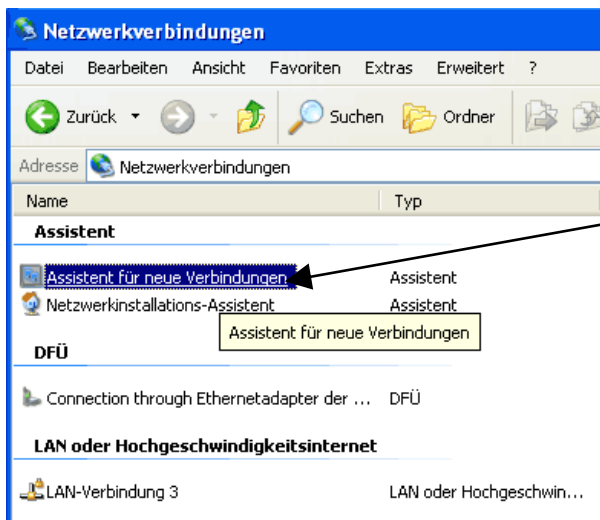 Netzwerkverbindungen
Datei Bearbeiten Ansicht Favoriten Extras Erweitert ?
Zurück Suchen Ordner
Adresse Netzwerkverbindungen
Name Typ
Assistent
Assistent für neue Verbindungen Assistent
Netzwerkinstallations-Assistent Assistent
Assistent für neue Verbindungen
DFÜ
Connection through Ethernetadapter der ... DFÜ
LAN oder Hochgeschwindigkeitsinternet
LAN-Verbindung 3 LAN oder Hochgeschwin...